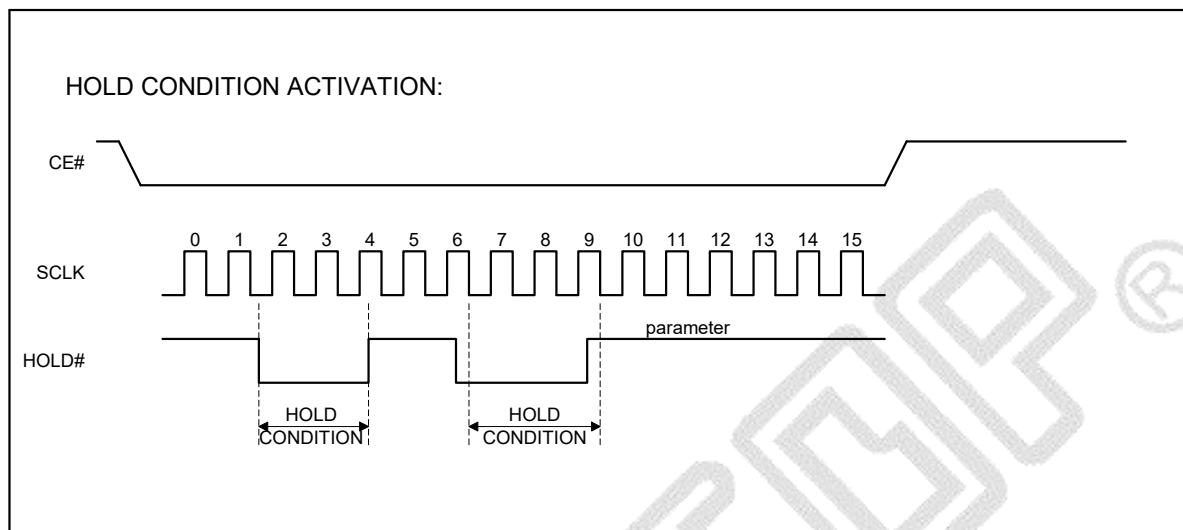 HOLD CONDITION ACTIVATION:
CE#
0 1 2 3 4 5 6 7 8 9 10 11 12 13 14 15
SCLK
parameter
HOLD#
HOLD
CONDITION
HOLD
CONDITION
®